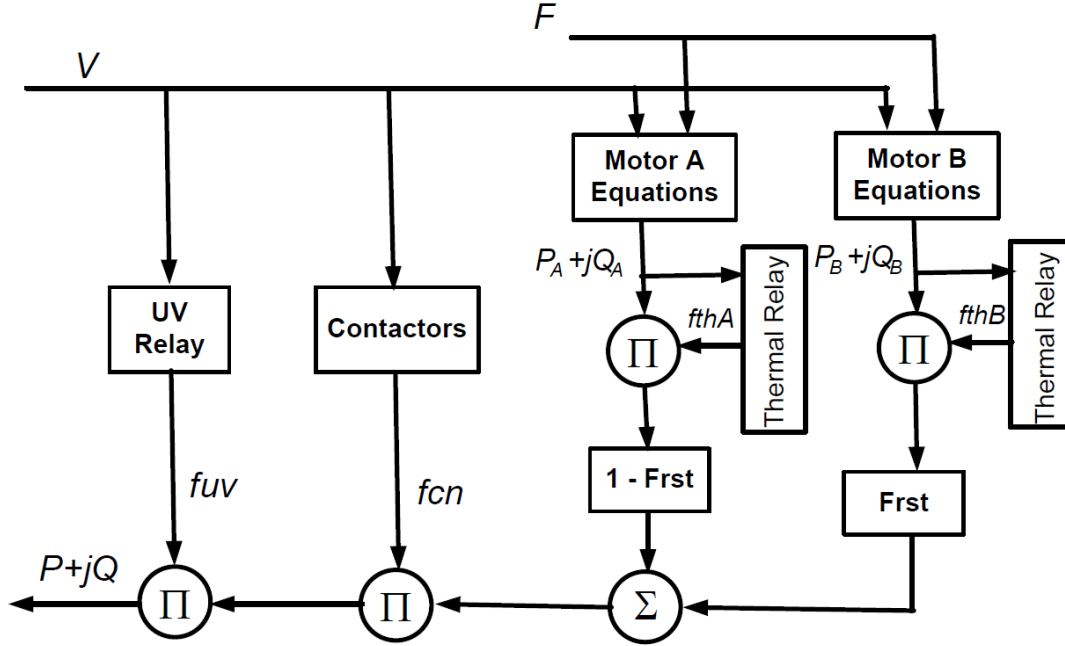 F
V
Motor A
Equations
Motor B
Equations
P_A +jQ_A
P_B +jQ_B
Thermal Relay
Thermal Relay
UV
Relay
Contactors
fthA
fthB
Π
Π
1 - Frst
Frst
fuv
fcn
P+jQ
Π
Π
Σ